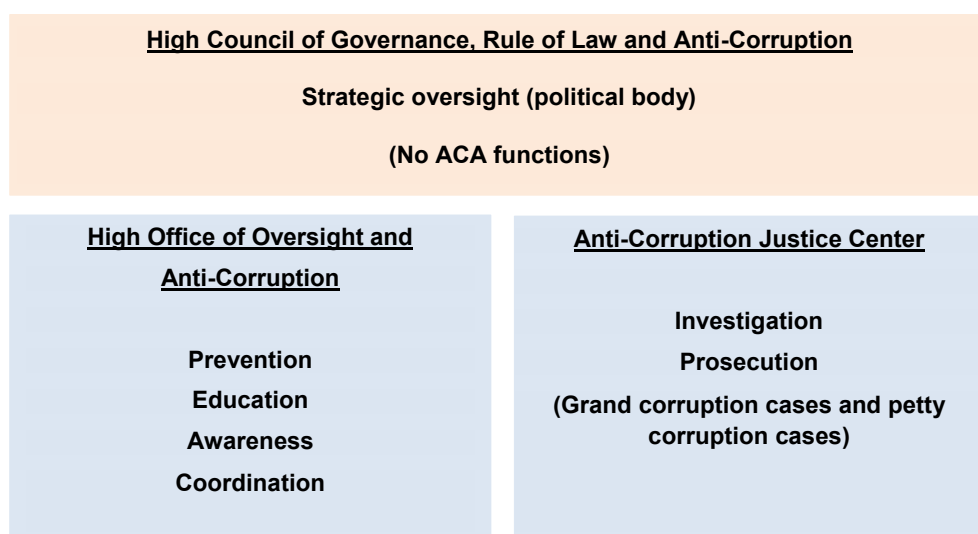 High Council of Governance, Rule of Law and Anti-Corruption
Strategic oversight (political body)
(No ACA functions)
High Office of Oversight and
Anti-Corruption
Prevention
Education
Awareness
Coordination
Anti-Corruption Justice Center
Investigation
Prosecution
(Grand corruption cases and petty
corruption cases)